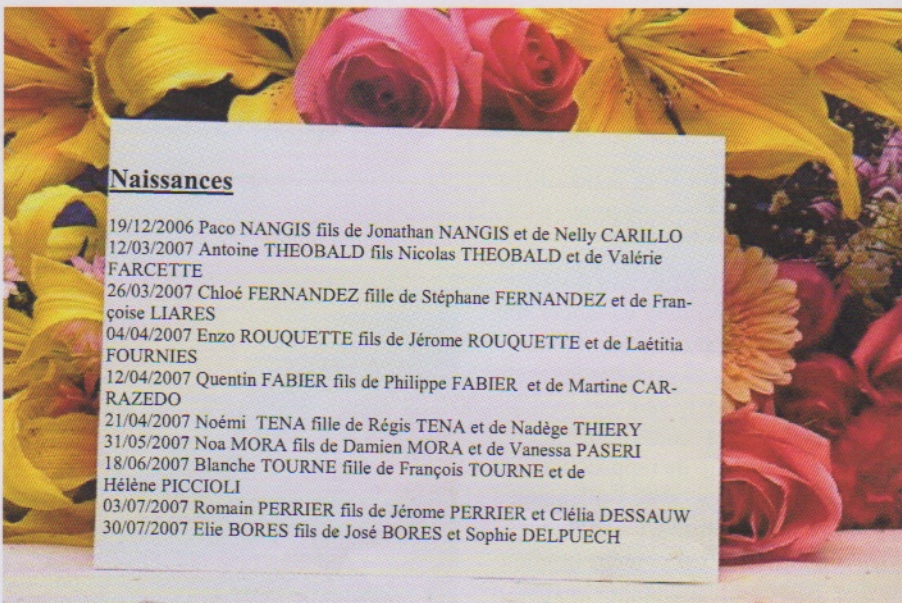 Naissances
19/12/2006 Paco NANGIS fils de Jonathan NANGIS et de Nelly CARILLO
12/03/2007 Antoine THEOBALD fils Nicolas THEOBALD et de Valérie
FARCETTE
26/03/2007 Chloé FERNANDEZ fille de Stéphane FERNANDEZ et de Fran-
çoise LIARES
04/04/2007 Enzo ROUQUETTE fils de Jérome ROUQUETTE et de Laétitia
FOURNIES
12/04/2007 Quentin FABIER fils de Philippe FABIER et de Martine CAR-
RAZEDO
21/04/2007 Noémi TENA fille de Régis TENA et de Nadège THIERY
31/05/2007 Noa MORA fils de Damien MORA et de Vanessa PASERI
18/06/2007 Blanche TOURNE fille de François TOURNE et de
Hélène PICCIOLI
03/07/2007 Romain PERRIER fils de Jérome PERRIER et Clélia DESSAUW
30/07/2007 Elie BORES fils de José BORES et Sophie DELPUECH